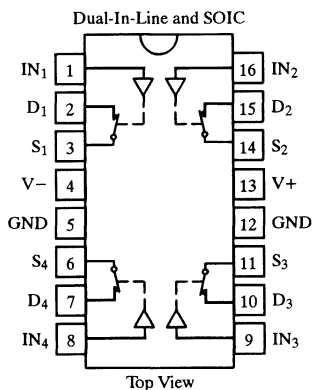 Dual-In-Line and SOIC
IN₁ 1 16 IN₂
D₁ 2 15 D₂
S₁ 3 14 S₂
V− 4 13 V+
GND 5 12 GND
S₄ 6 11 S₃
D₄ 7 10 D₃
IN₄ 8 9 IN₃
Top View